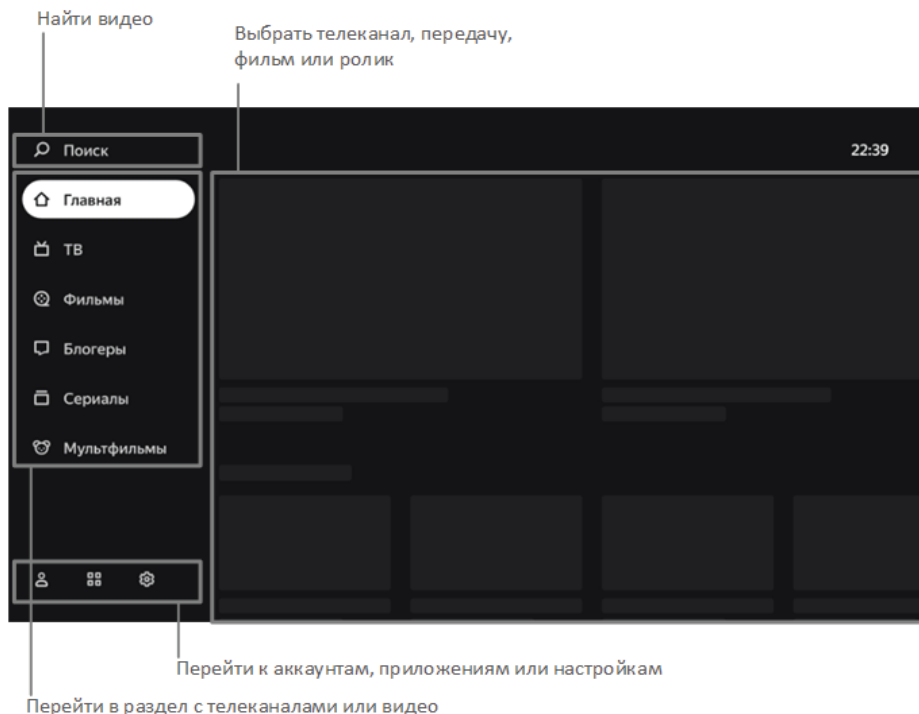 Найти видео
Выбрать телеканал, передачу,
фильм или ролик
Поиск
22:39
Главная
ТВ
Фильмы
Блогеры
Сериалы
Мультфильмы
Перейти к аккаунтам, приложениям или настройкам
Перейти в раздел с телеканалами или видео